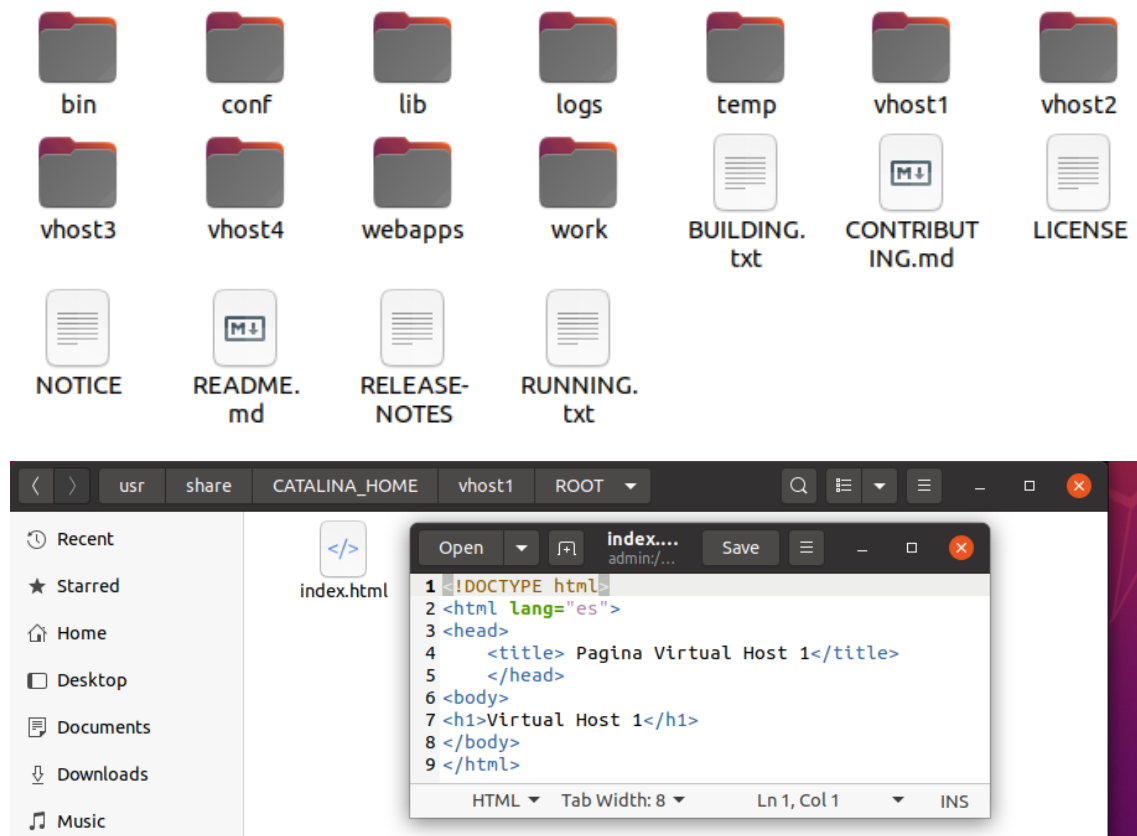 bin conf lib logs temp vhost1 vhost2
vhost3 vhost4 webapps work BUILDING.txt CONTRIBUTING.md LICENSE
NOTICE README.md RELEASE-NOTES RUNNING.txt
usr share CATALINA_HOME vhost1 ROOT
Recent
Starred
Home
Desktop
Documents
Downloads
Music
index.html
Open index.... Save
admin:/...
1 <!DOCTYPE html>
2 <html lang="es">
3 <head>
4 <title> Pagina Virtual Host 1</title>
5 </head>
6 <body>
7 <h1>Virtual Host 1</h1>
8 </body>
9 </html>
HTML Tab Width: 8 Ln 1, Col 1 INS